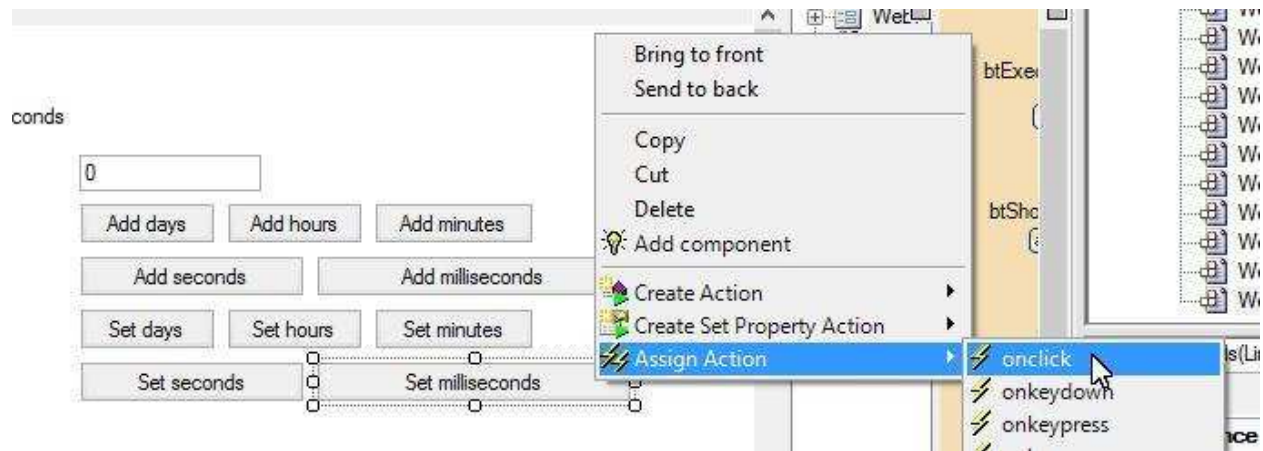 Bring to front
Send to back
Copy
Cut
Delete
Add component
Create Action
Create Set Property Action
Assign Action
onclick
onkeydown
onkeypress
conds
0
Add days Add hours Add minutes
Add seconds Add milliseconds
Set days Set hours Set minutes
Set seconds Set milliseconds
btExe
btSho